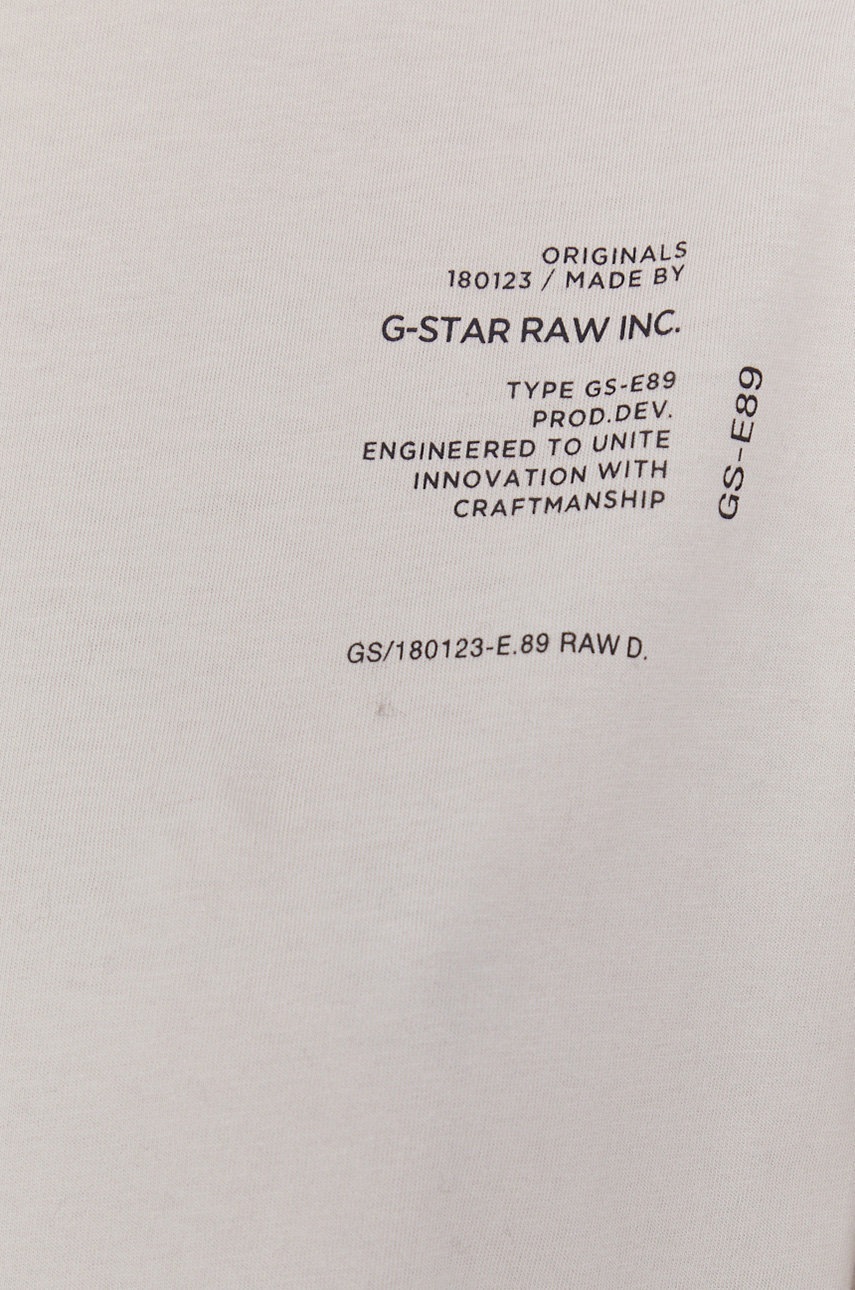 ORIGINALS
180123 / MADE BY
G-STAR RAW INC.
TYPE GS-E89
PROD.DEV.
ENGINEERED TO UNITE
INNOVATION WITH
CRAFTMANSHIP
GS-E89
GS/180123-E.89 RAW D.